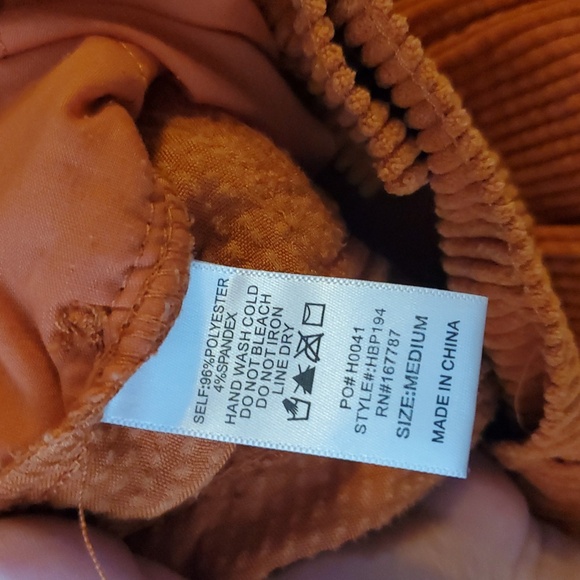 SELF:96%POLYESTER
4%SPANDEX
HAND WASH COLD
DO NOT BLEACH
DO NOT IRON
LINE DRY
PO# H0041
STYLE#:HBP194
RN#167787
SIZE:MEDIUM
MADE IN CHINA